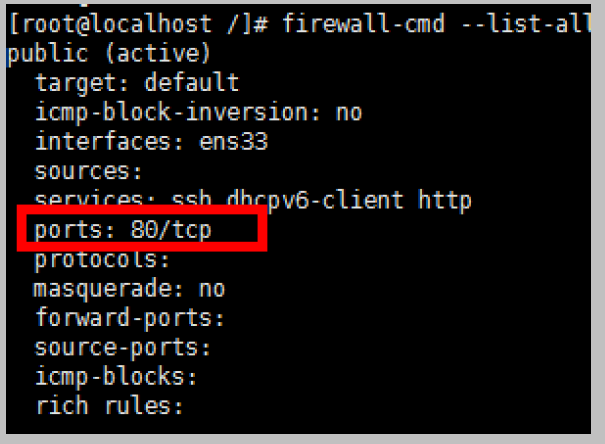 [root@localhost /]# firewall-cmd --list-all
public (active)
target: default
icmp-block-inversion: no
interfaces: ens33
sources:
services: ssh dhcpv6-client http
ports: 80/tcp
protocols:
masquerade: no
forward-ports:
source-ports:
icmp-blocks:
rich rules: